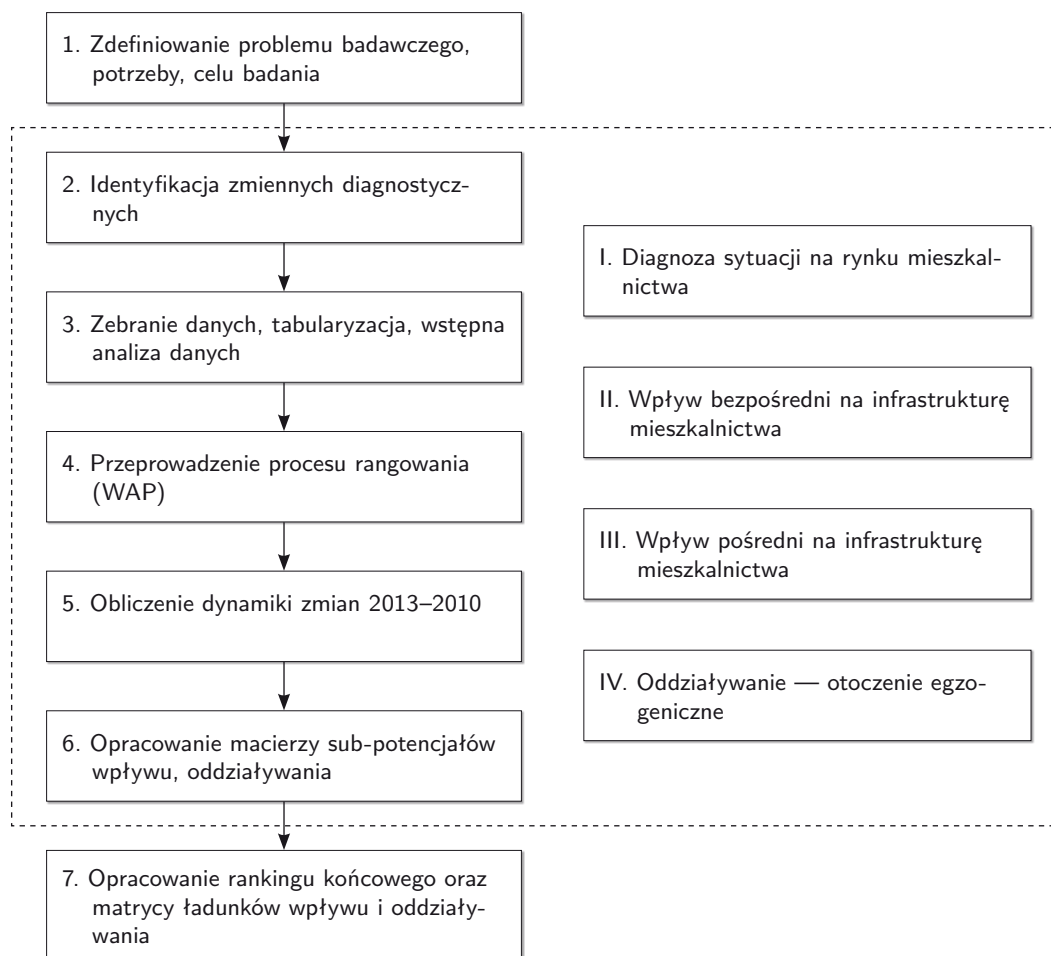 1. Zdefiniowanie problemu badawczego,
potrzeby, celu badania
2. Identyfikacja zmiennych diagnostycz-
nych
3. Zebranie danych, tabularyzacja, wstępna
analiza danych
4. Przeprowadzenie procesu rangowania
(WAP)
5. Obliczenie dynamiki zmian 2013–2010
6. Opracowanie macierzy sub-potencjałów
wpływu, oddziaływania
7. Opracowanie rankingu końcowego oraz
matrycy ładunków wpływu i oddziały-
wania
I. Diagnoza sytuacji na rynku mieszkal-
nictwa
II. Wpływ bezpośredni na infrastrukturę
mieszkalnictwa
III. Wpływ pośredni na infrastrukturę
mieszkalnictwa
IV. Oddziaływanie — otoczenie egzo-
geniczne